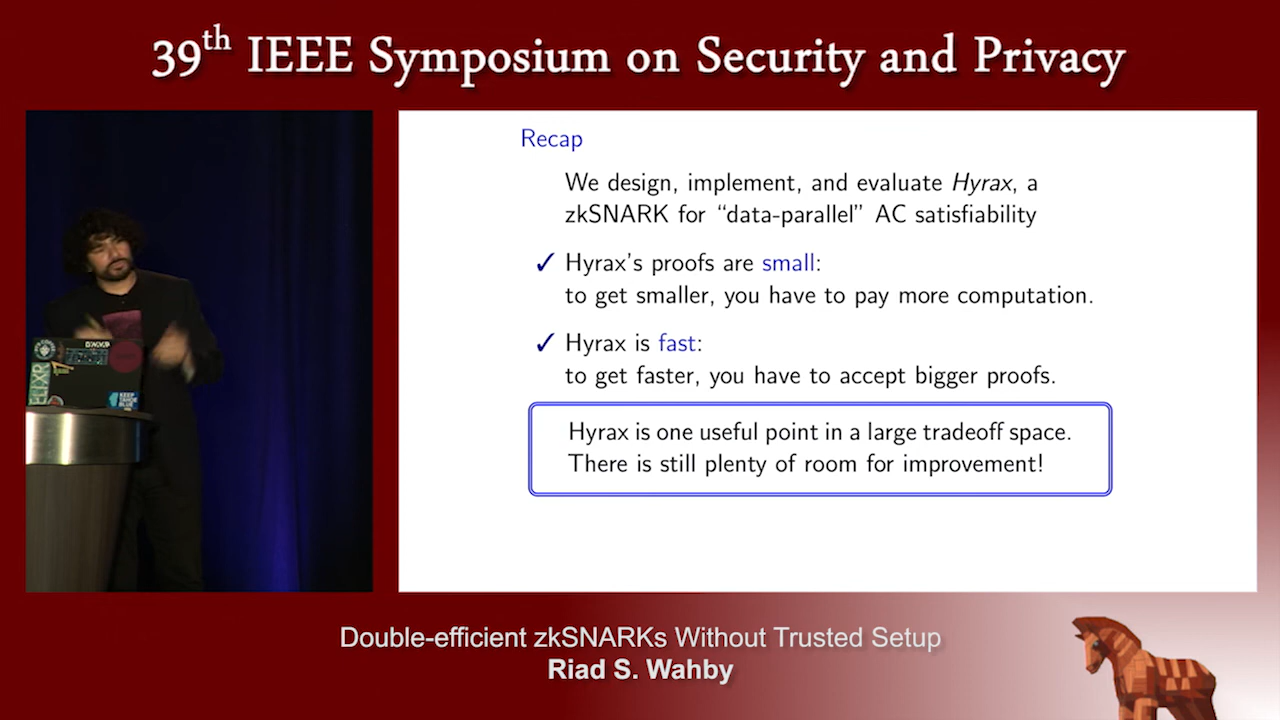 39th IEEE Symposium on Security and Privacy
Recap
We design, implement, and evaluate Hyrax, a
zkSNARK for “data-parallel” AC satisfiability
✓ Hyrax’s proofs are small:
to get smaller, you have to pay more computation.
✓ Hyrax is fast:
to get faster, you have to accept bigger proofs.
Hyrax is one useful point in a large tradeoff space.
There is still plenty of room for improvement!
KEEP
TAHOE
BLUE
Double-efficient zkSNARKs Without Trusted Setup
Riad S. Wahby